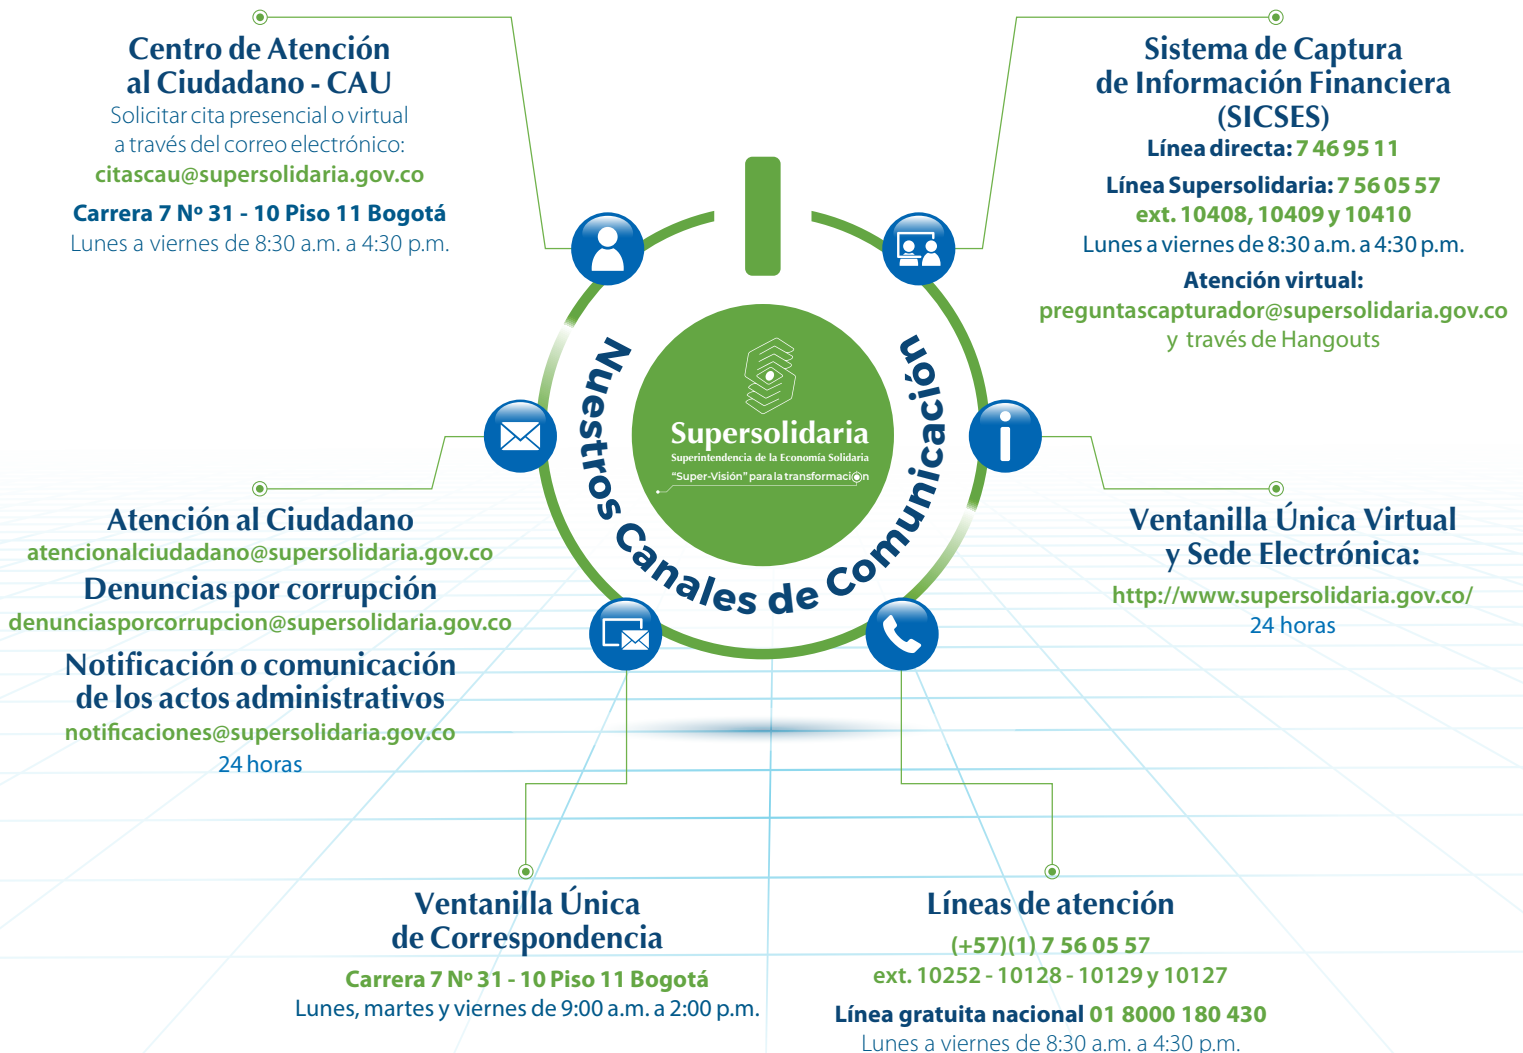 Centro de Atención
al Ciudadano - CAU
Solicitar cita presencial o virtual
a través del correo electrónico:
citascau@supersolidaria.gov.co
Carrera 7 Nº 31 - 10 Piso 11 Bogotá
Lunes a viernes de 8:30 a.m. a 4:30 p.m.
Sistema de Captura
de Información Financiera
(SICSES)
Línea directa: 7 46 95 11
Línea Supersolidaria: 7 56 05 57
ext. 10408, 10409 y 10410
Lunes a viernes de 8:30 a.m. a 4:30 p.m.
Atención virtual:
preguntascapturador@supersolidaria.gov.co
y través de Hangouts
Nuestros Canales de Comunicación
Supersolidaria
Superintendencia de la Economía Solidaria
"Super-Visión" para la transformación
Atención al Ciudadano
atencionalciudadano@supersolidaria.gov.co
Denuncias por corrupción
denunciasporcorrupcion@supersolidaria.gov.co
Notificación o comunicación
de los actos administrativos
notificaciones@supersolidaria.gov.co
24 horas
Ventanilla Única Virtual
y Sede Electrónica:
http://www.supersolidaria.gov.co/
24 horas
Ventanilla Única
de Correspondencia
Carrera 7 Nº 31 - 10 Piso 11 Bogotá
Lunes, martes y viernes de 9:00 a.m. a 2:00 p.m.
Líneas de atención
(+57)(1) 7 56 05 57
ext. 10252 - 10128 - 10129 y 10127
Línea gratuita nacional 01 8000 180 430
Lunes a viernes de 8:30 a.m. a 4:30 p.m.